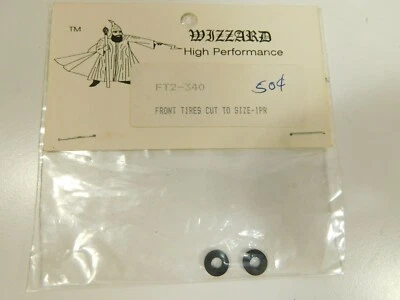 TM
WIZZARD
High Performance
FT2-340
50¢
FRONT TIRES CUT TO SIZE-1PR